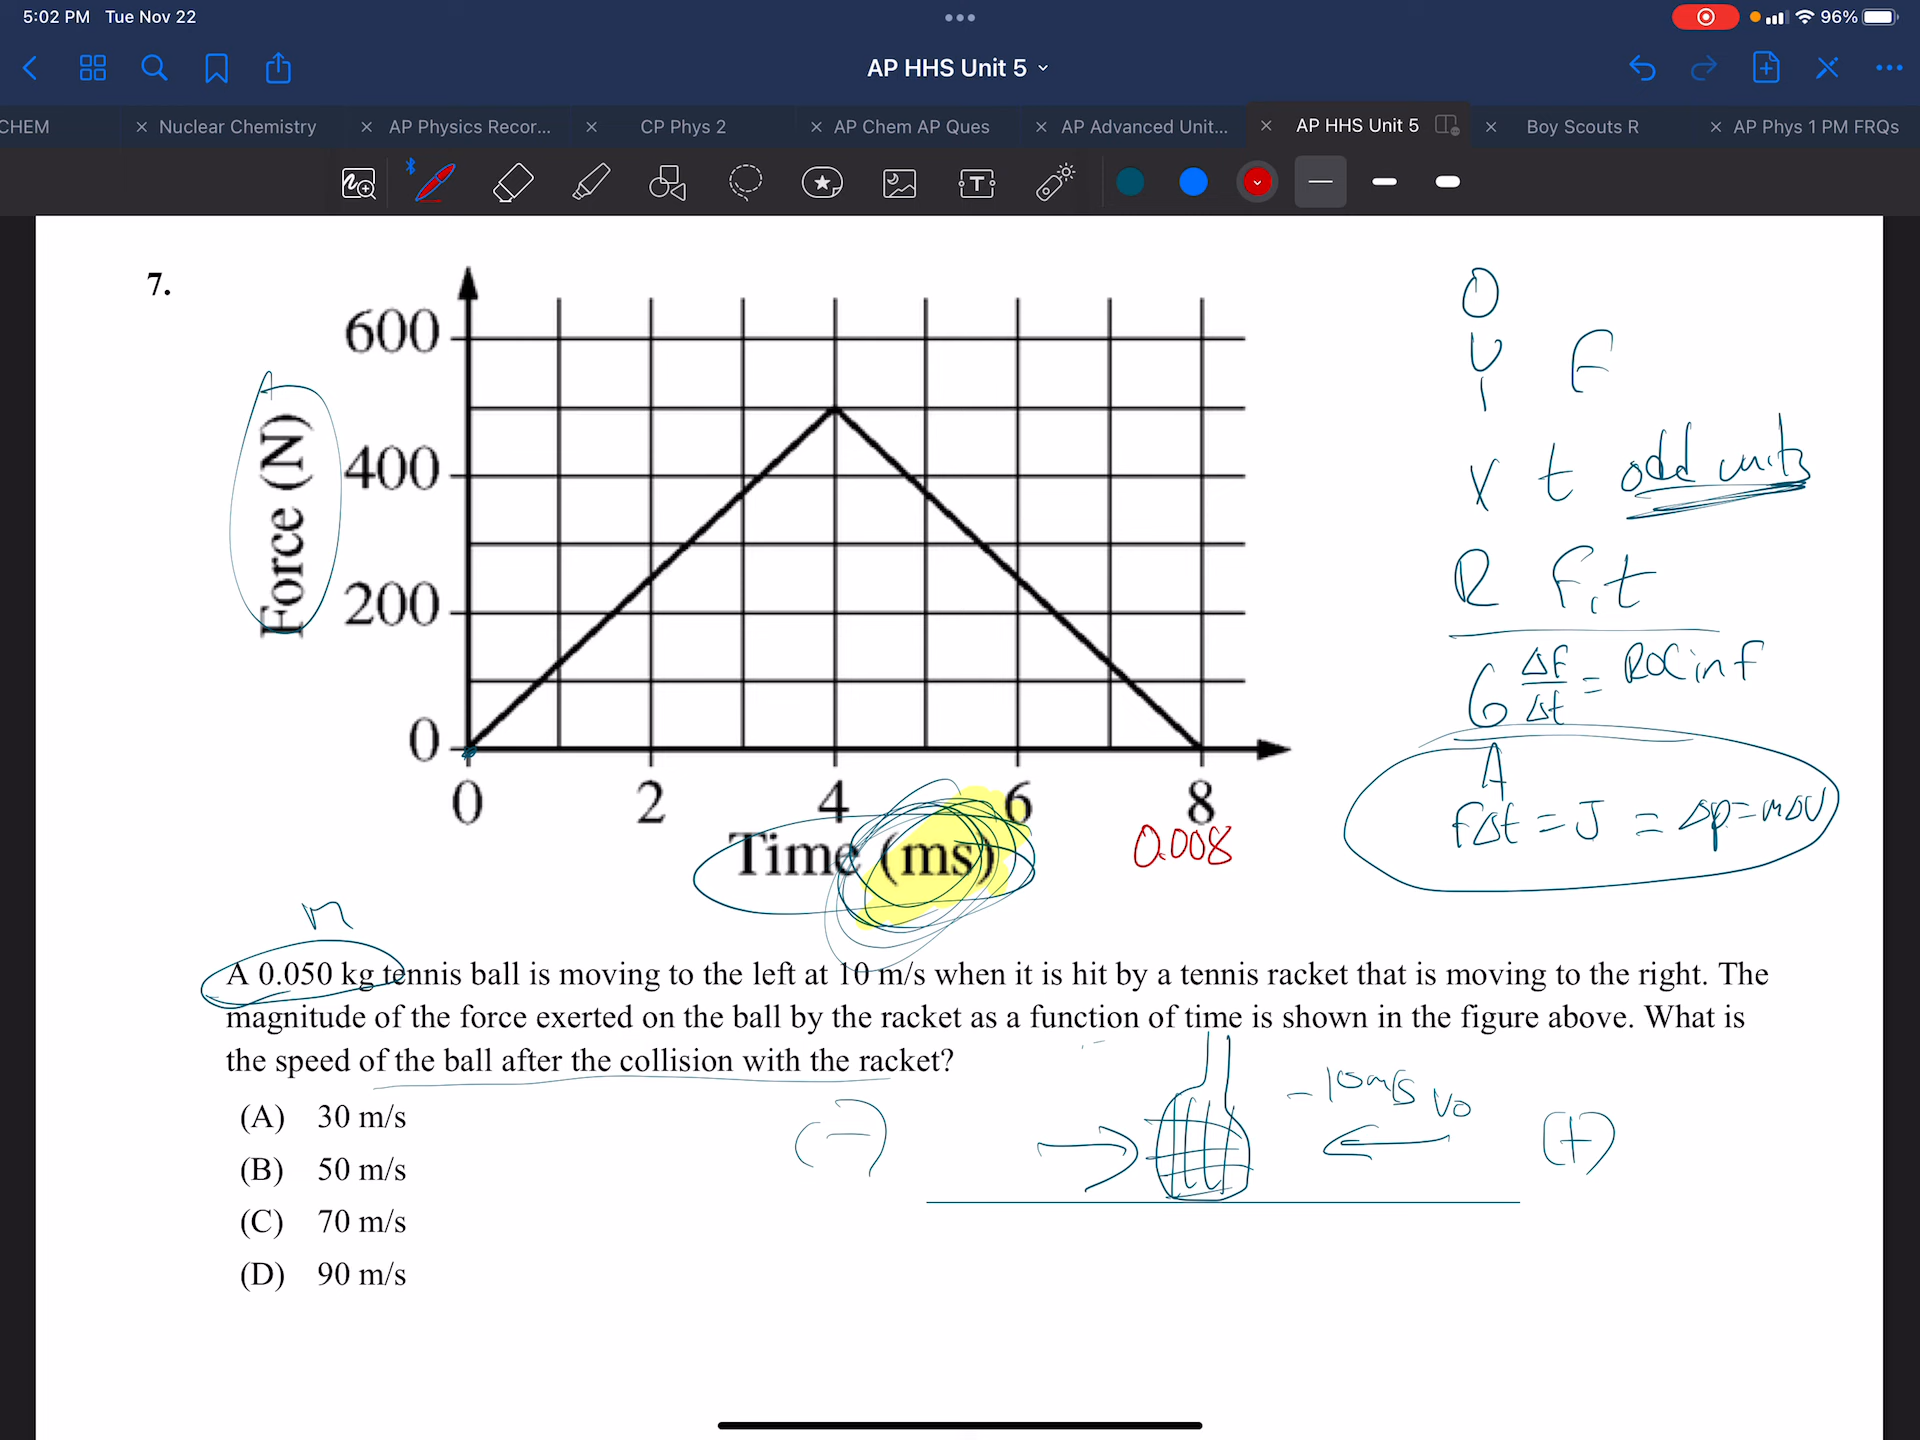 5:02 PM Tue Nov 22
96%
AP HHS Unit 5
CHEM
Nuclear Chemistry
AP Physics Recor...
CP Phys 2
AP Chem AP Ques
AP Advanced Unit...
AP HHS Unit 5
Boy Scouts R
AP Phys 1 PM FRQs
7.
600
400
200
0
Force (N)
0 2 4 6 8
Time (ms)
0.008
O
U F
I
X t odd units
R F, t
G ΔF/Δt = ROC in F
A
FΔt = J = Δp = mΔV
m
A 0.050 kg tennis ball is moving to the left at 10 m/s when it is hit by a tennis racket that is moving to the right. The
magnitude of the force exerted on the ball by the racket as a function of time is shown in the figure above. What is
the speed of the ball after the collision with the racket?
(A) 30 m/s
(B) 50 m/s
(C) 70 m/s
(D) 90 m/s
(-)
-10m/s Vo
(+)